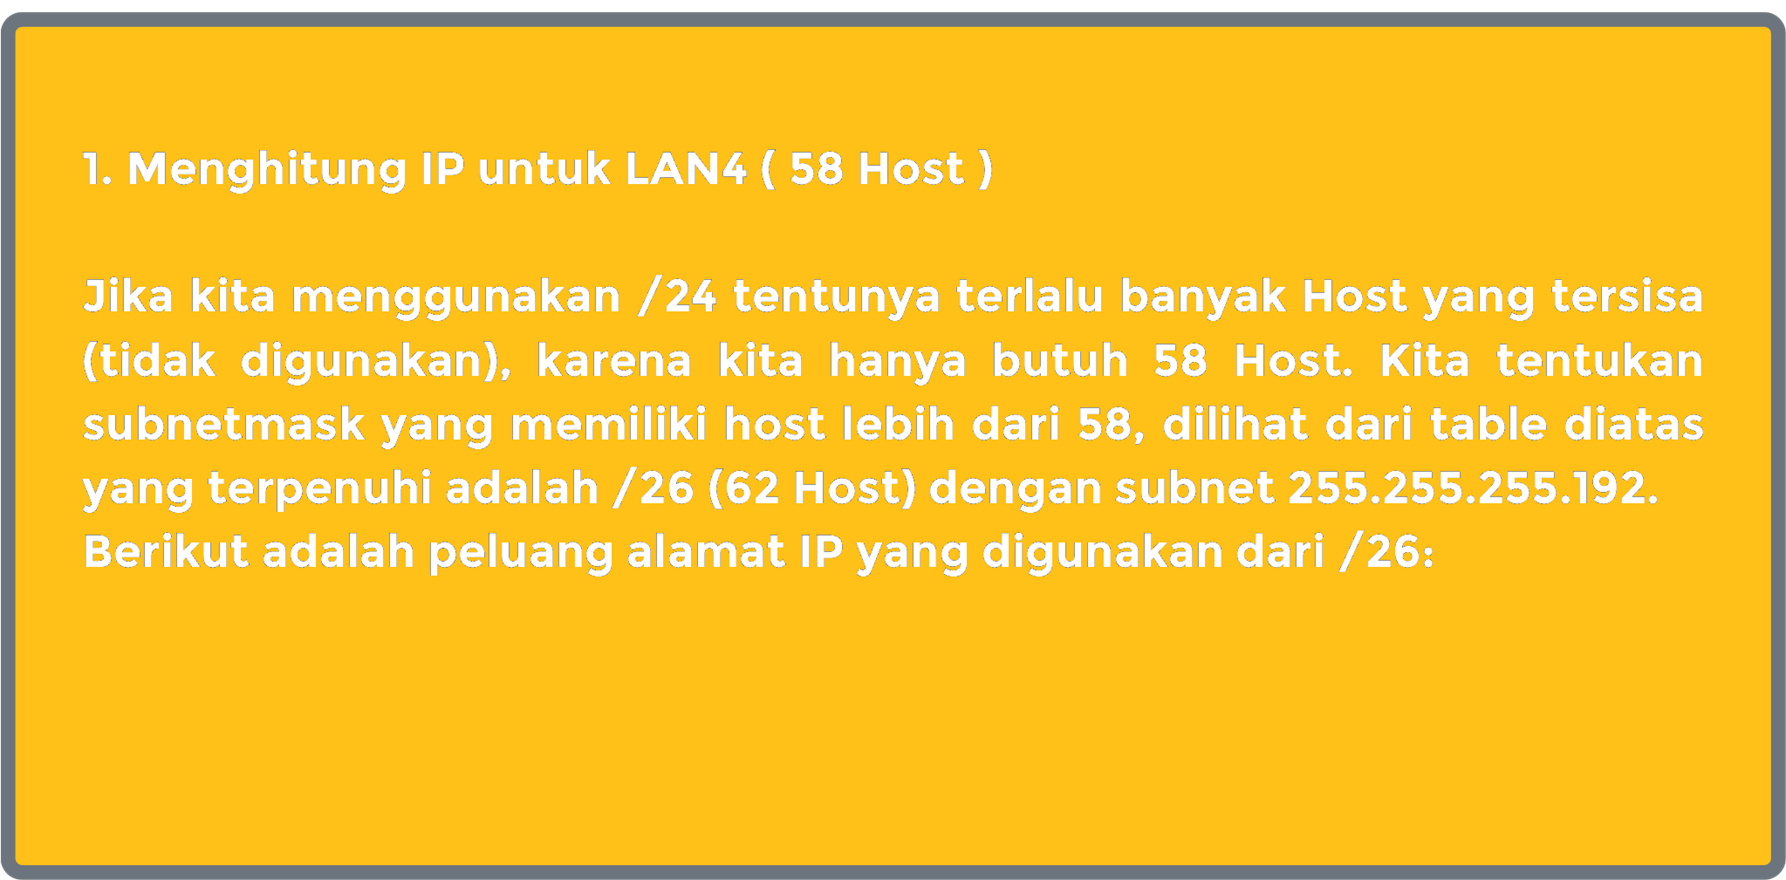 1. Menghitung IP untuk LAN4 ( 58 Host )
Jika kita menggunakan /24 tentunya terlalu banyak Host yang tersisa
(tidak digunakan), karena kita hanya butuh 58 Host. Kita tentukan
subnetmask yang memiliki host lebih dari 58, dilihat dari table diatas
yang terpenuhi adalah /26 (62 Host) dengan subnet 255.255.255.192.
Berikut adalah peluang alamat IP yang digunakan dari /26: